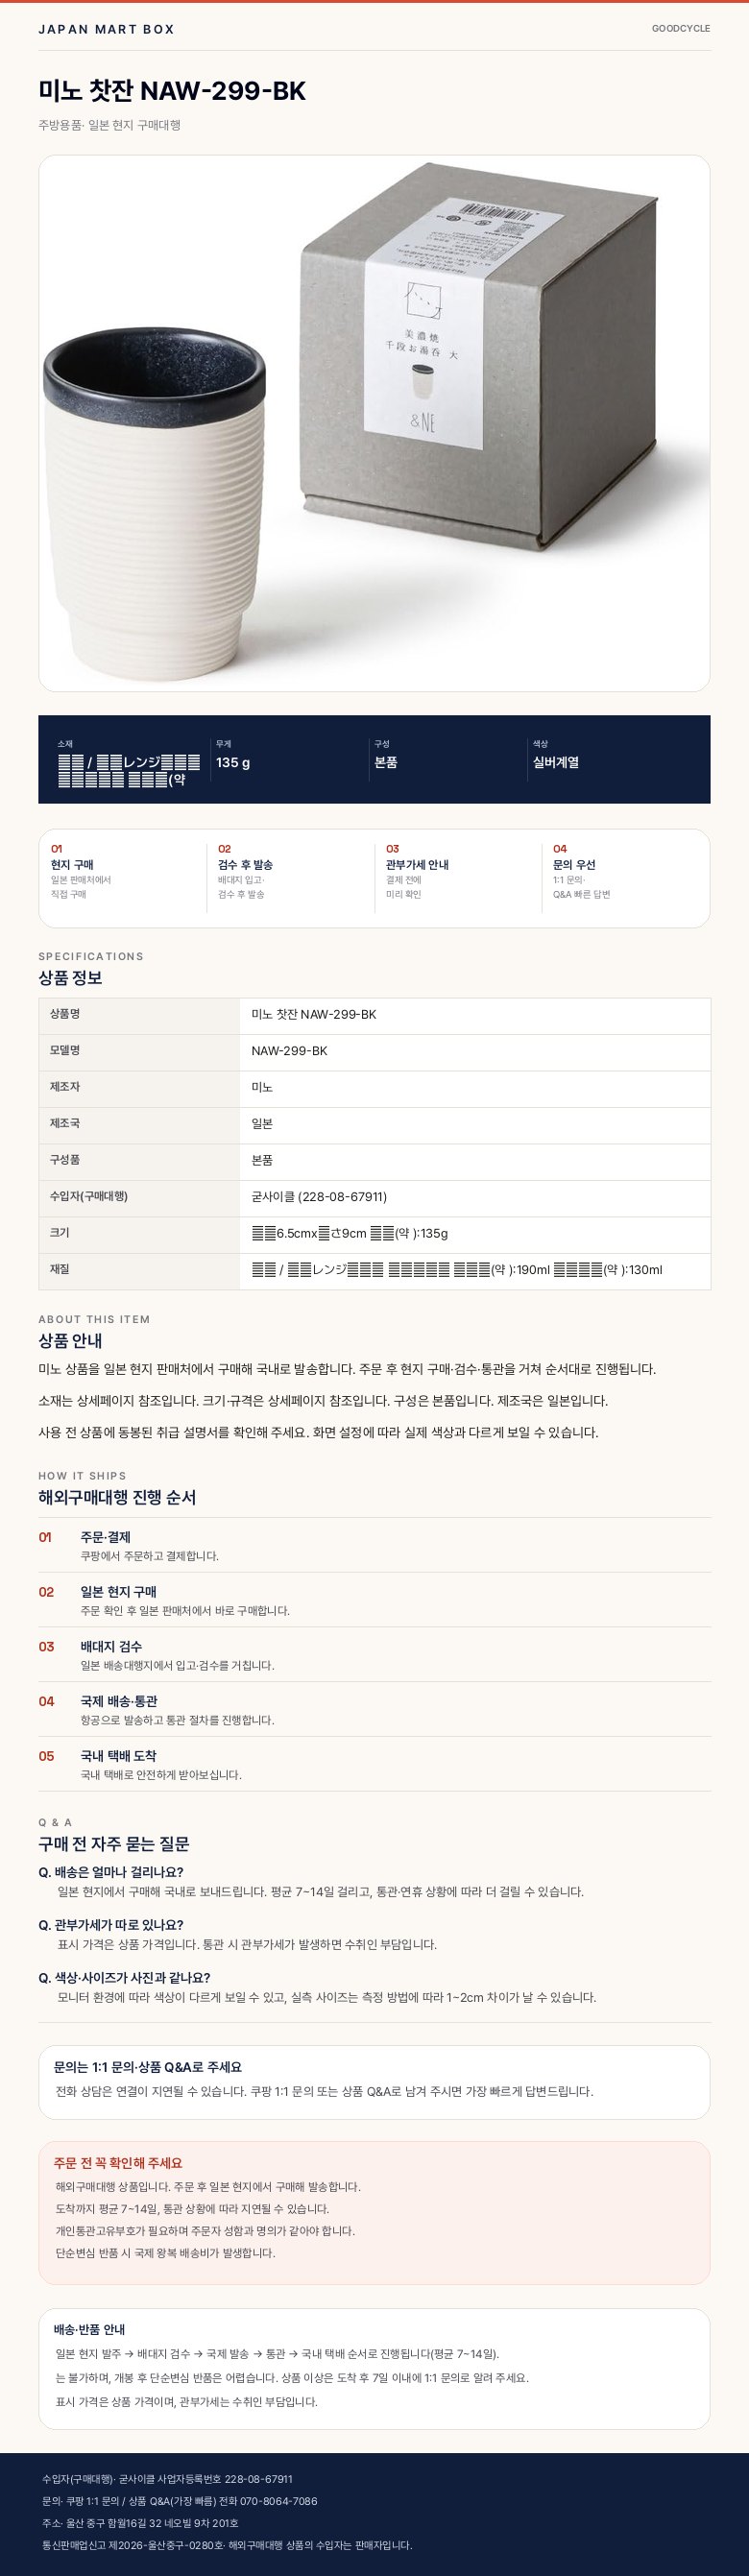 JAPAN MART BOX
GOODCYCLE
미노 찻잔 NAW-299-BK
주방용품· 일본 현지 구매대행
美濃焼
千段お湯呑 大
&NE
소재
/ レンジ
(약
무게
135 g
구성
본품
색상
실버계열
01
현지 구매
일본 판매처에서
직접 구매
02
검수 후 발송
배대지 입고·
검수 후 발송
03
관부가세 안내
결제 전에
미리 확인
04
문의 우선
1:1 문의·
Q&A 빠른 답변
SPECIFICATIONS
상품 정보
상품명 미노 찻잔 NAW-299-BK
모델명 NAW-299-BK
제조자 미노
제조국 일본
구성품 본품
수입자(구매대행) 굳사이클 (228-08-67911)
크기 6.5cmx さ9cm (약 ):135g
재질 / レンジ (약 ):190ml (약 ):130ml
ABOUT THIS ITEM
상품 안내
미노 상품을 일본 현지 판매처에서 구매해 국내로 발송합니다. 주문 후 현지 구매·검수·통관을 거쳐 순서대로 진행됩니다.
소재는 상세페이지 참조입니다. 크기·규격은 상세페이지 참조입니다. 구성은 본품입니다. 제조국은 일본입니다.
사용 전 상품에 동봉된 취급 설명서를 확인해 주세요. 화면 설정에 따라 실제 색상과 다르게 보일 수 있습니다.
HOW IT SHIPS
해외구매대행 진행 순서
01 주문·결제
쿠팡에서 주문하고 결제합니다.
02 일본 현지 구매
주문 확인 후 일본 판매처에서 바로 구매합니다.
03 배대지 검수
일본 배송대행지에서 입고·검수를 거칩니다.
04 국제 배송·통관
항공으로 발송하고 통관 절차를 진행합니다.
05 국내 택배 도착
국내 택배로 안전하게 받아보십니다.
Q & A
구매 전 자주 묻는 질문
Q. 배송은 얼마나 걸리나요?
일본 현지에서 구매해 국내로 보내드립니다. 평균 7~14일 걸리고, 통관·연휴 상황에 따라 더 걸릴 수 있습니다.
Q. 관부가세가 따로 있나요?
표시 가격은 상품 가격입니다. 통관 시 관부가세가 발생하면 수취인 부담입니다.
Q. 색상·사이즈가 사진과 같나요?
모니터 환경에 따라 색상이 다르게 보일 수 있고, 실측 사이즈는 측정 방법에 따라 1~2cm 차이가 날 수 있습니다.
문의는 1:1 문의·상품 Q&A로 주세요
전화 상담은 연결이 지연될 수 있습니다. 쿠팡 1:1 문의 또는 상품 Q&A로 남겨 주시면 가장 빠르게 답변드립니다.
주문 전 꼭 확인해 주세요
해외구매대행 상품입니다. 주문 후 일본 현지에서 구매해 발송합니다.
도착까지 평균 7~14일, 통관 상황에 따라 지연될 수 있습니다.
개인통관고유부호가 필요하며 주문자 성함과 명의가 같아야 합니다.
단순변심 반품 시 국제 왕복 배송비가 발생합니다.
배송·반품 안내
일본 현지 발주 → 배대지 검수 → 국제 발송 → 통관 → 국내 택배 순서로 진행됩니다(평균 7~14일).
는 불가하며, 개봉 후 단순변심 반품은 어렵습니다. 상품 이상은 도착 후 7일 이내에 1:1 문의로 알려 주세요.
표시 가격은 상품 가격이며, 관부가세는 수취인 부담입니다.
수입자(구매대행)· 굳사이클 사업자등록번호 228-08-67911
문의· 쿠팡 1:1 문의 / 상품 Q&A(가장 빠름) 전화 070-8064-7086
주소· 울산 중구 함월16길 32 네오빌 9차 201호
통신판매업신고 제2026-울산중구-0280호· 해외구매대행 상품의 수입자는 판매자입니다.